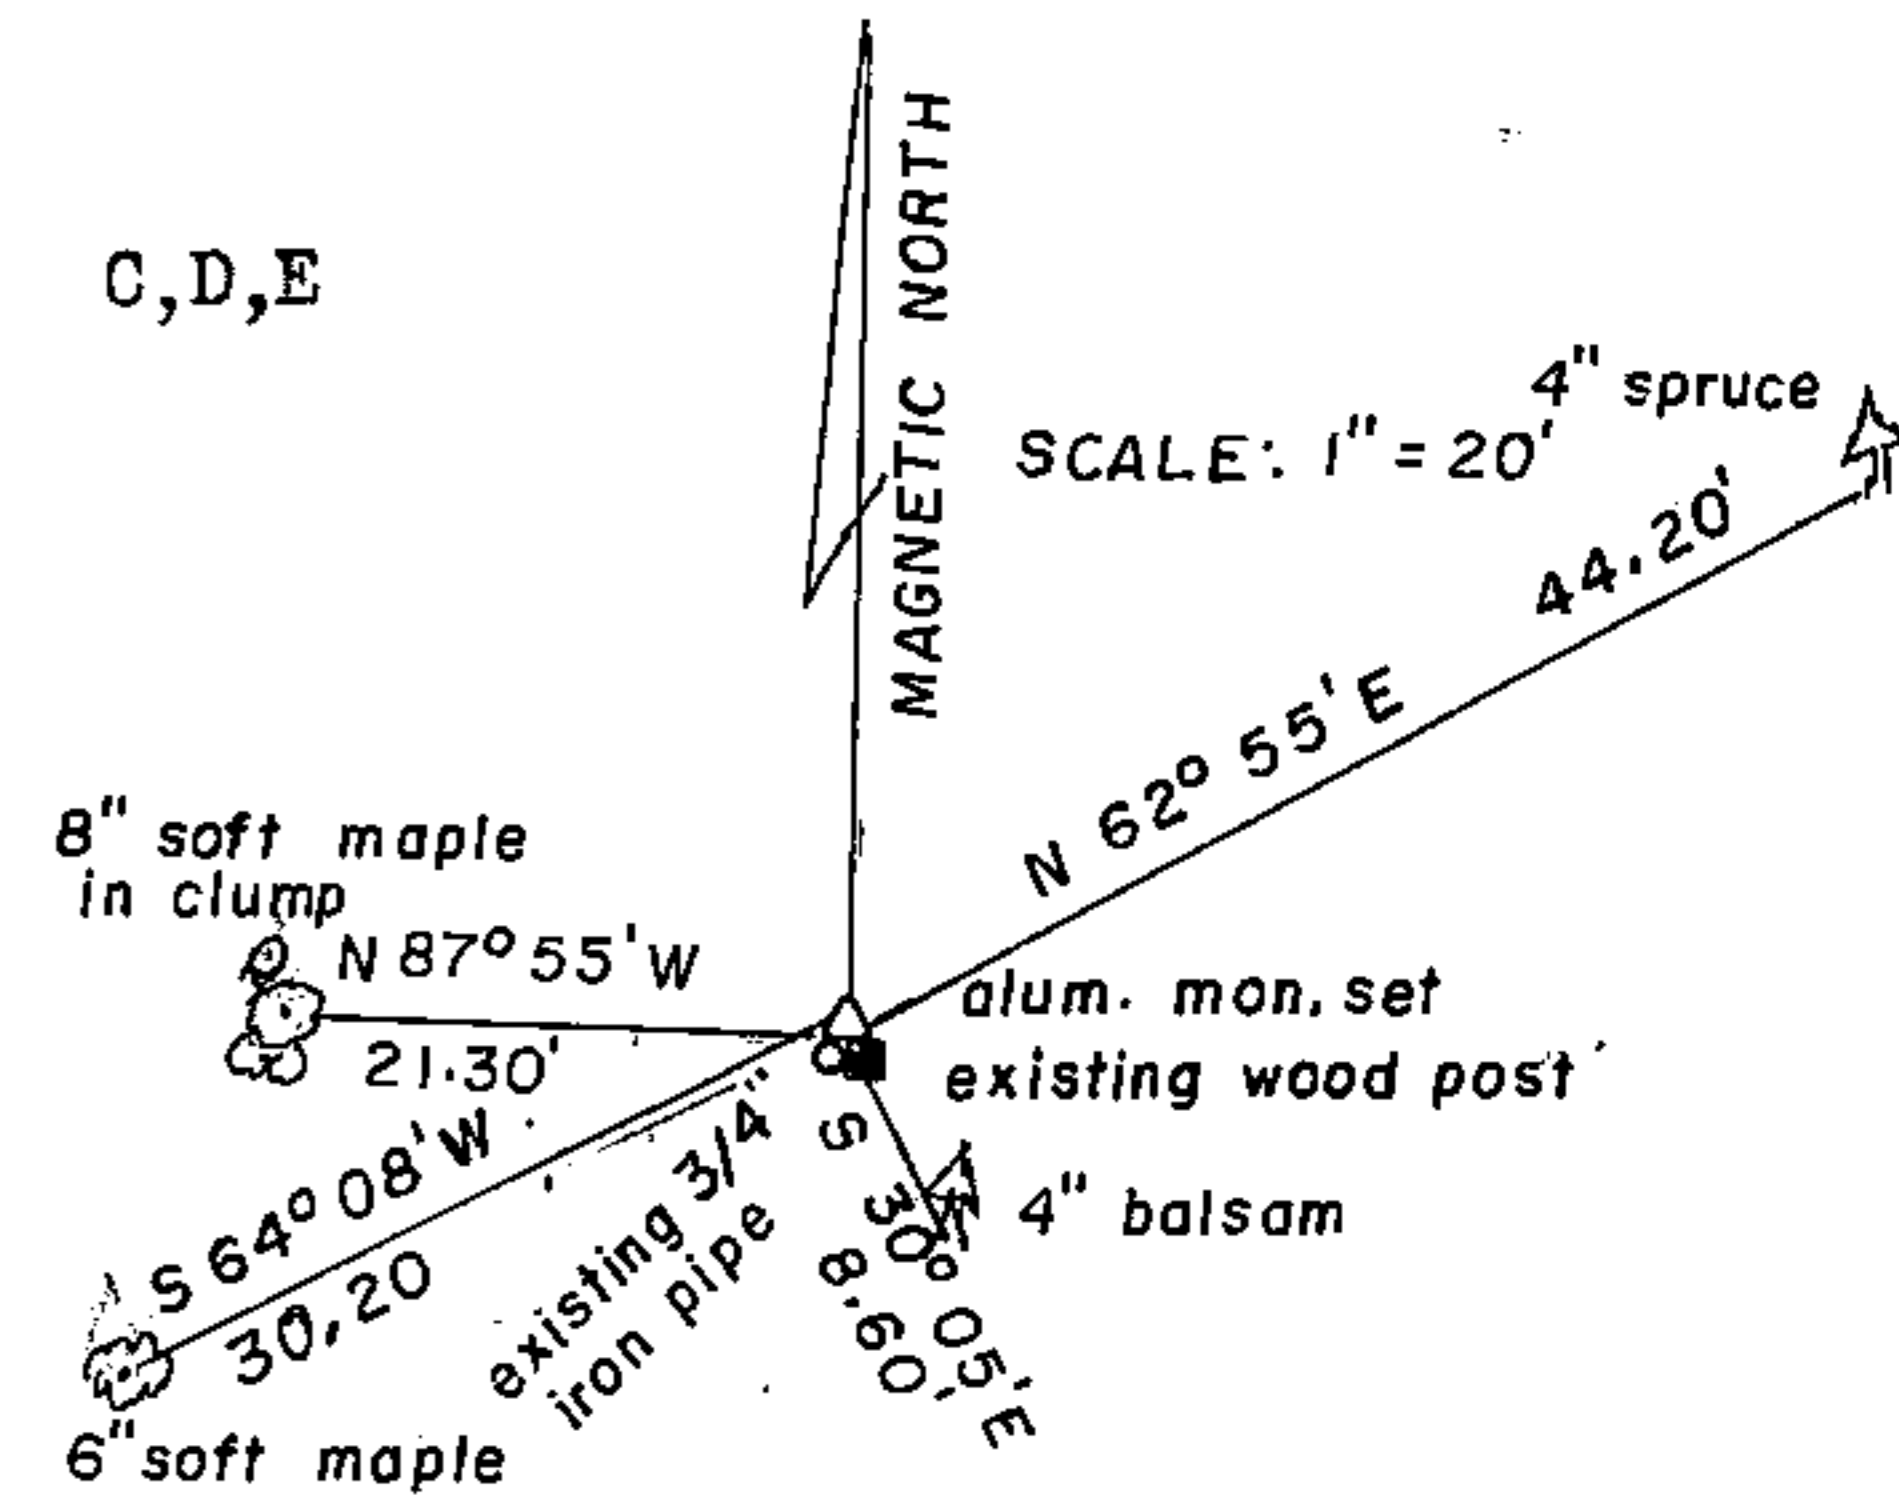 MAGNETIC NORTH
C,D,E
4" spruce
SCALE: 1" = 20'
44.20'
N 62° 55' E
8" soft maple
in clump
N 87° 55' W
21.30'
alum. mon. set
existing wood post
S 64° 08' W
30.20
existing 3/4"
iron pipe
S 30° 05' E
8.60'
4" balsam
6" soft maple